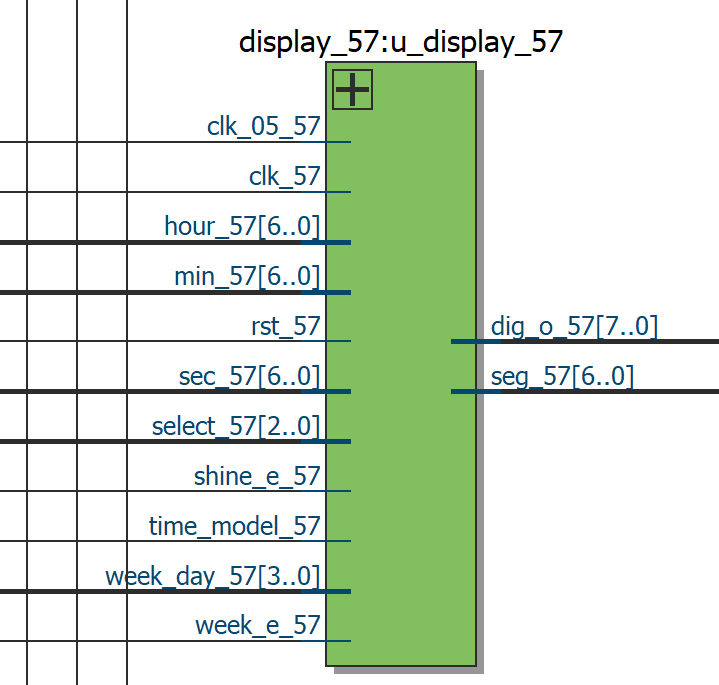 display_57:u_display_57
clk_05_57
clk_57
hour_57[6..0]
min_57[6..0]
rst_57
sec_57[6..0]
select_57[2..0]
shine_e_57
time_model_57
week_day_57[3..0]
week_e_57
dig_o_57[7..0]
seg_57[6..0]